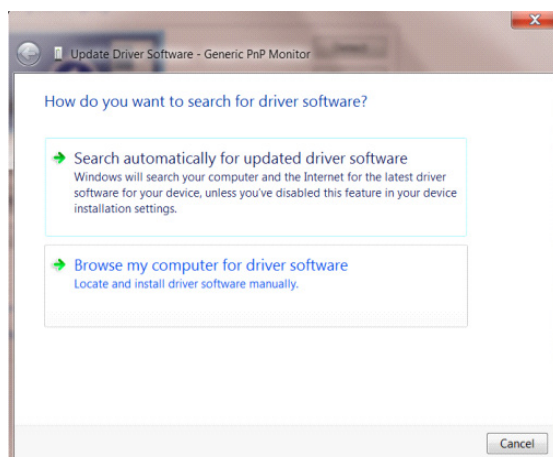 X
Update Driver Software - Generic PnP Monitor
How do you want to search for driver software?
Search automatically for updated driver software
Windows will search your computer and the Internet for the latest driver
software for your device, unless you've disabled this feature in your device
installation settings.
Browse my computer for driver software
Locate and install driver software manually.
Cancel